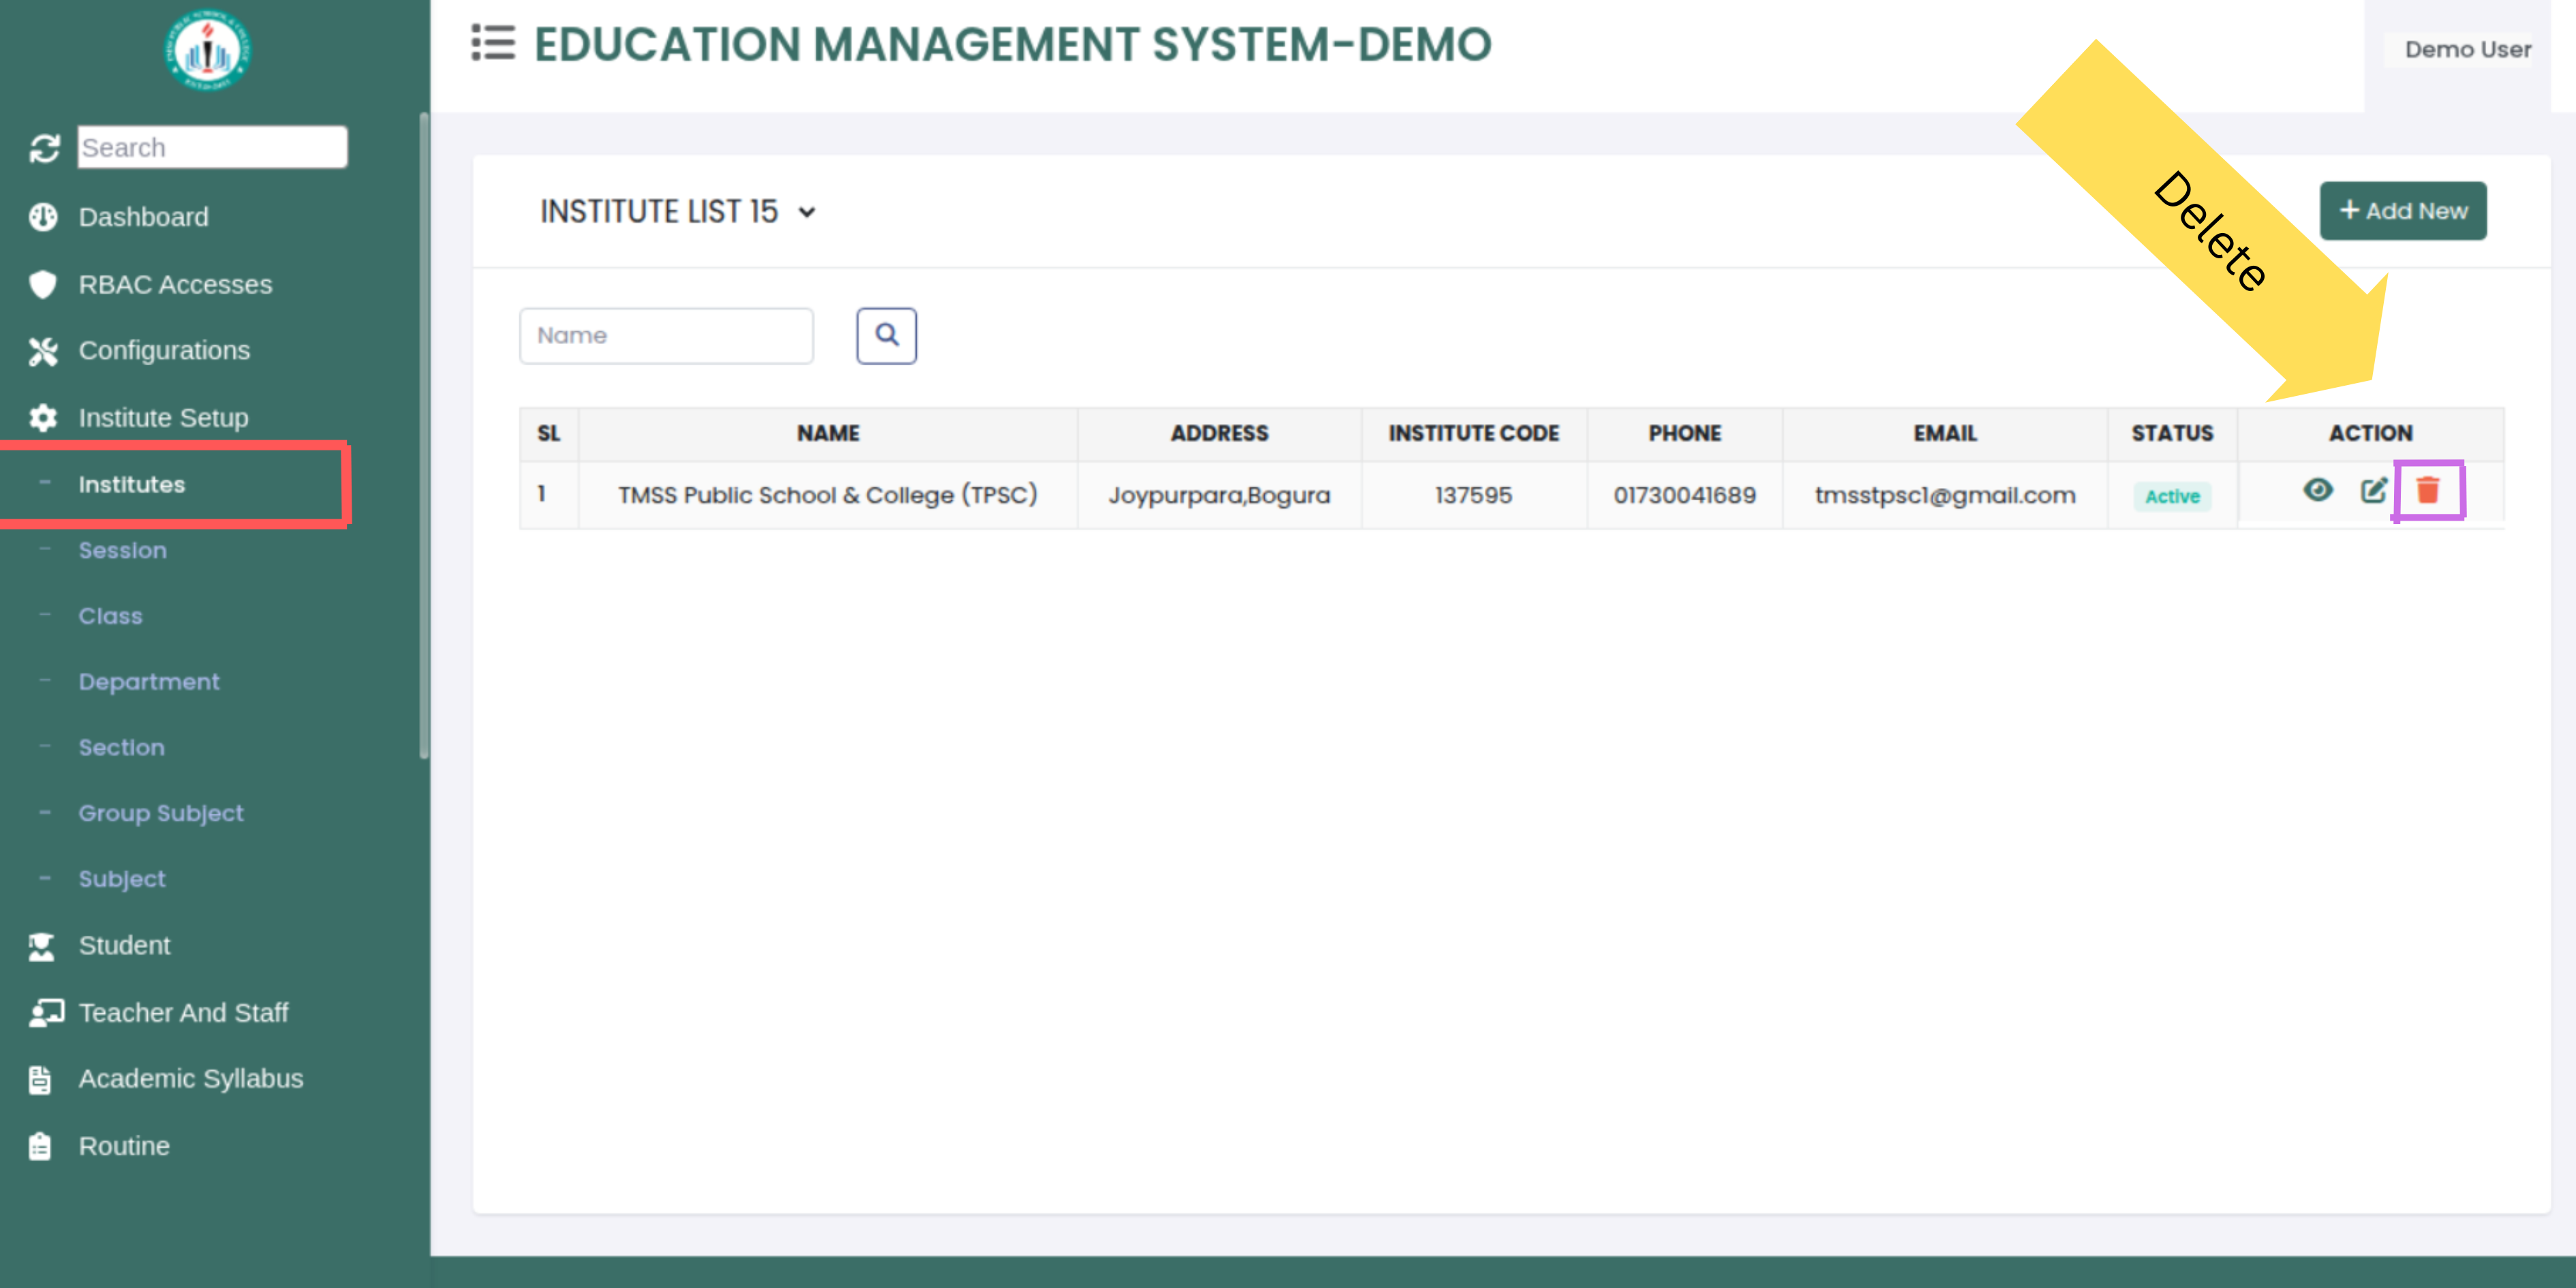 EDUCATION MANAGEMENT SYSTEM-DEMO
Demo User
Search
Dashboard
RBAC Accesses
Configurations
Institute Setup
- Institutes
- Session
- Class
- Department
- Section
- Group Subject
- Subject
Student
Teacher And Staff
Academic Syllabus
Routine
INSTITUTE LIST 15
Delete
+ Add New
Name
SL NAME ADDRESS INSTITUTE CODE PHONE EMAIL STATUS ACTION
1 TMSS Public School & College (TPSC) Joypurpara,Bogura 137595 01730041689 tmsstpsc1@gmail.com Active